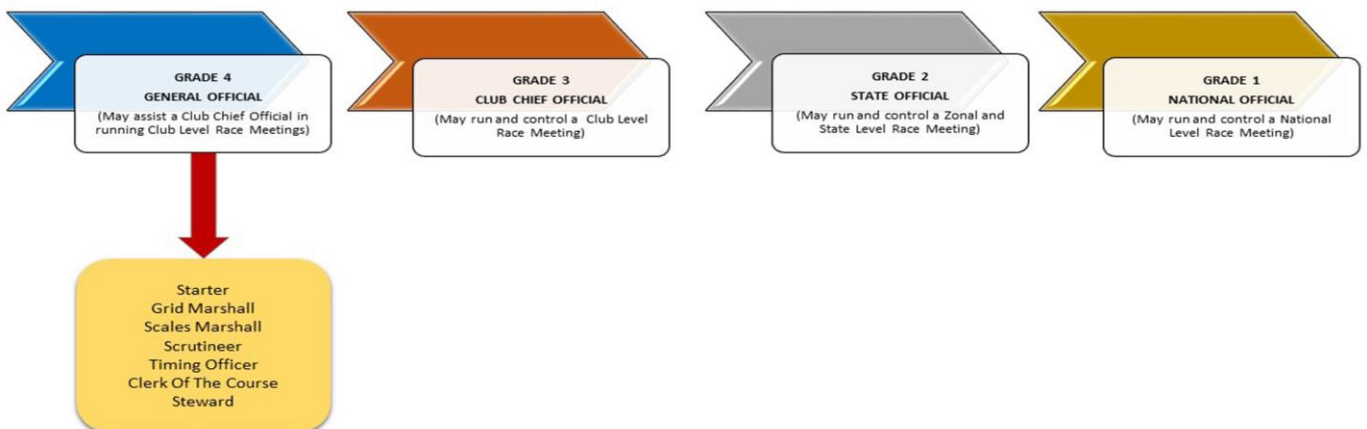 GRADE 4
GENERAL OFFICIAL
(May assist a Club Chief Official in
running Club Level Race Meetings)
GRADE 3
CLUB CHIEF OFFICIAL
(May run and control a Club Level
Race Meeting)
GRADE 2
STATE OFFICIAL
(May run and control a Zonal and
State Level Race Meeting)
GRADE 1
NATIONAL OFFICIAL
(May run and control a National
Level Race Meeting)
Starter
Grid Marshall
Scales Marshall
Scrutineer
Timing Officer
Clerk Of The Course
Steward